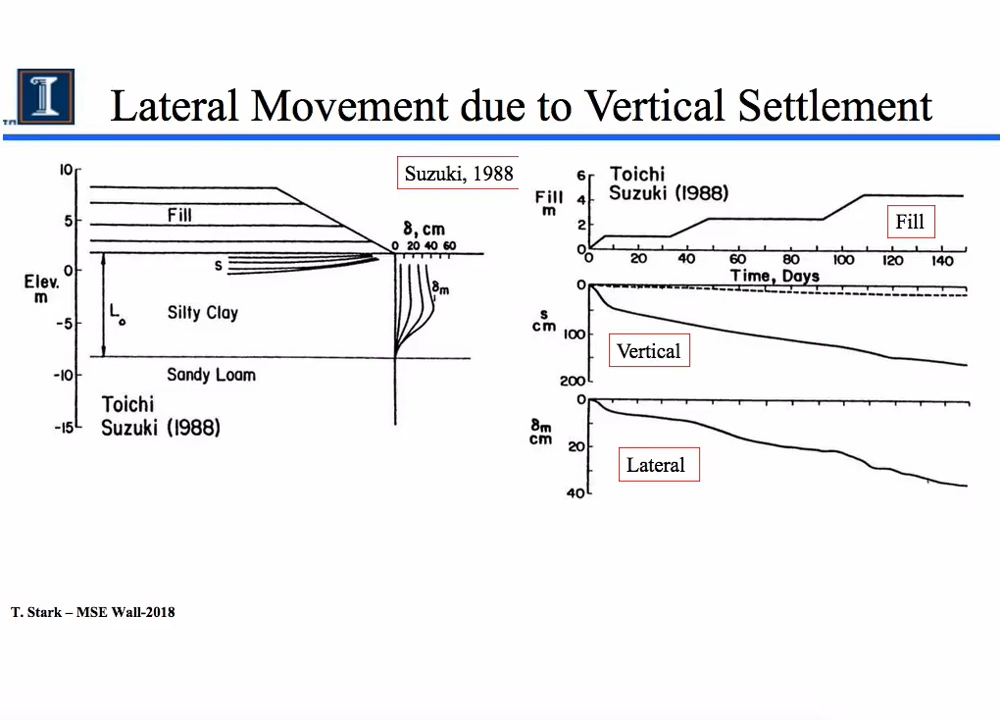 I
TM
Lateral Movement due to Vertical Settlement
Suzuki, 1988
10
5
0
-5
-10
-15
Elev.
m
Fill
δ, cm
0 20 40 60
s
δm
Lo
Silty Clay
Sandy Loam
Toichi
Suzuki (1988)
Toichi
Suzuki (1988)
Fill
m
6
4
2
0
Fill
0 20 40 60 80 100 120 140
Time, Days
s
cm
0
100
200
Vertical
δm
cm
0
20
40
Lateral
T. Stark – MSE Wall-2018